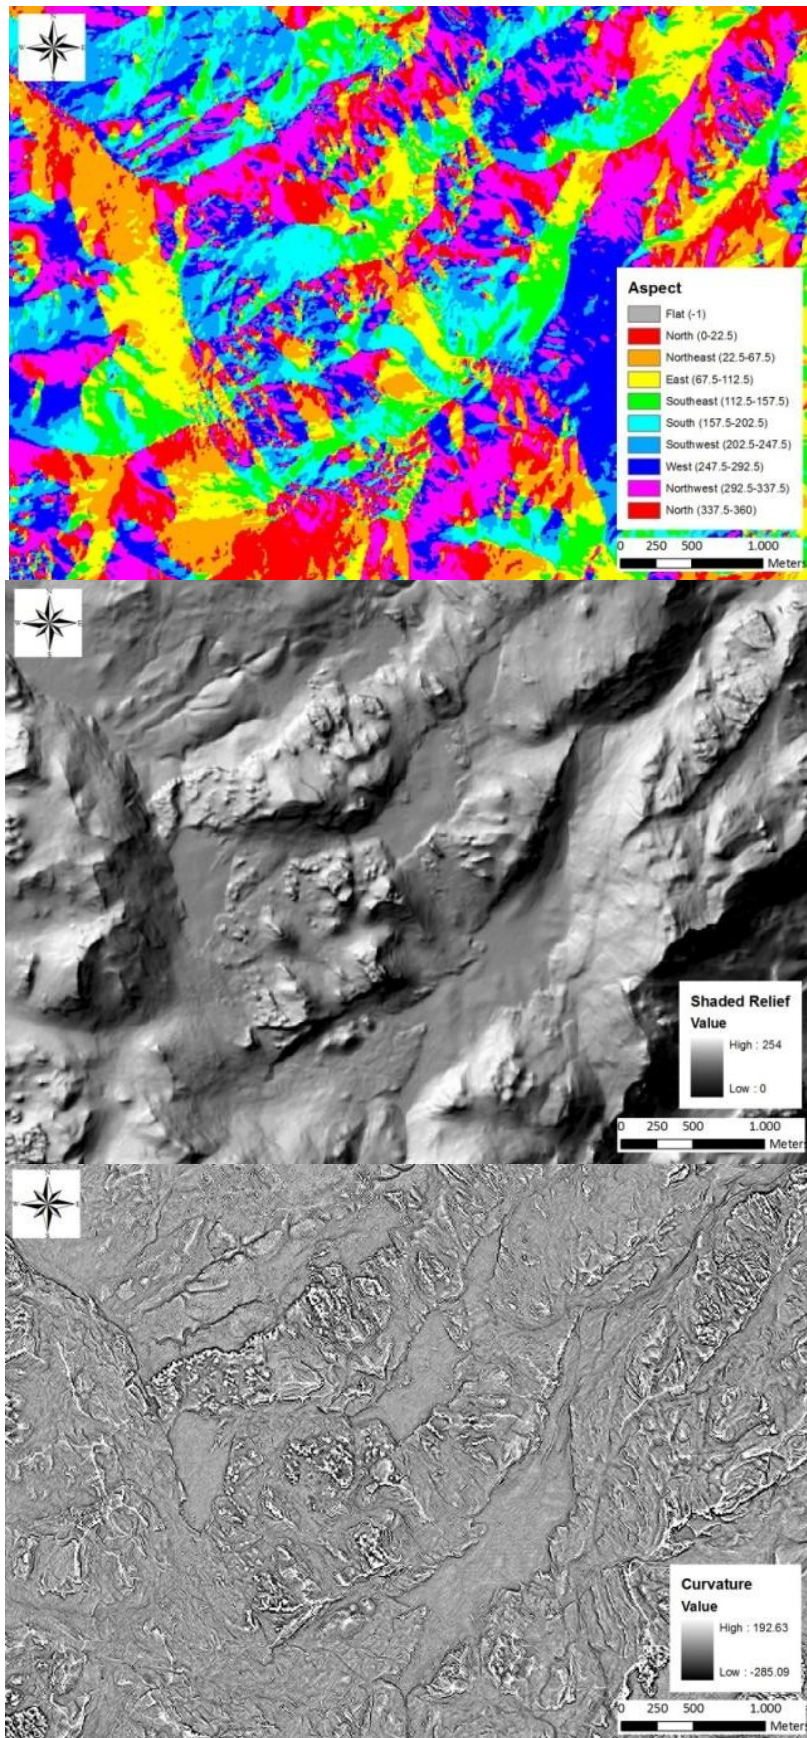 N
W E
S
Aspect
Flat (-1)
North (0-22.5)
Northeast (22.5-67.5)
East (67.5-112.5)
Southeast (112.5-157.5)
South (157.5-202.5)
Southwest (202.5-247.5)
West (247.5-292.5)
Northwest (292.5-337.5)
North (337.5-360)
0 250 500 1.000
Meters
N
W E
S
Shaded Relief
Value
High : 254
Low : 0
0 250 500 1.000
Meters
N
W E
S
Curvature
Value
High : 192.63
Low : -285.09
0 250 500 1.000
Meters